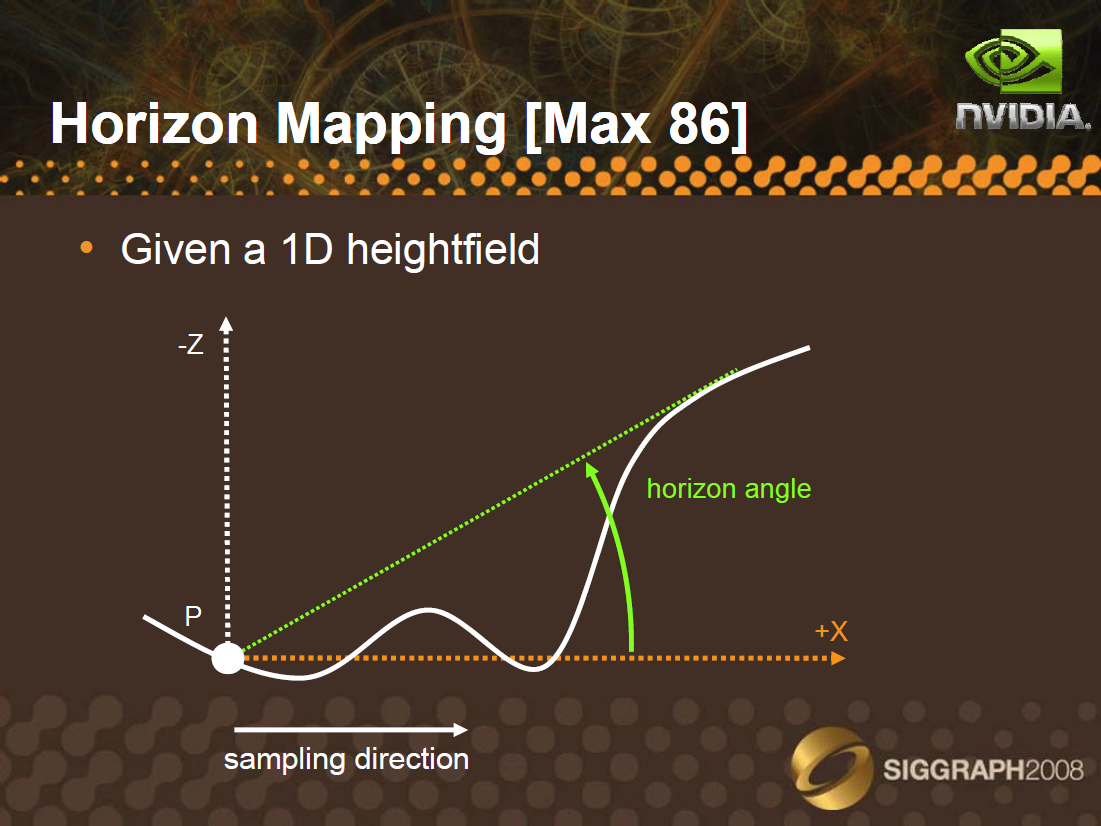 NVIDIA.
Horizon Mapping [Max 86]
• Given a 1D heightfield
-Z
horizon angle
P
+X
sampling direction
SIGGRAPH2008